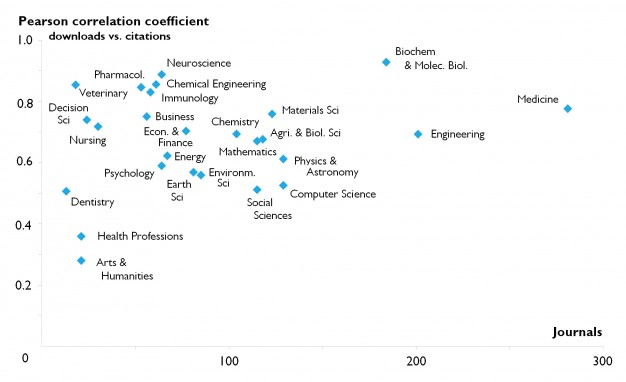 Pearson correlation coefficient
downloads vs. citations
1.0
Biochem
& Molec. Biol.
Neuroscience
Pharmacol.
Chemical Engineering
Veterinary
Immunology
Medicine
0.8
Decision
Sci
Materials Sci
Business
Chemistry
Econ. &
Finance
Agri. & Biol. Sci
Engineering
Nursing
Mathematics
0.6
Energy
Physics &
Astronomy
Psychology
Environm.
Sci
Earth
Sci
Computer Science
Dentistry
Social
Sciences
0.4
Health Professions
Arts &
Humanities
0.2
Journals
0
100
200
300